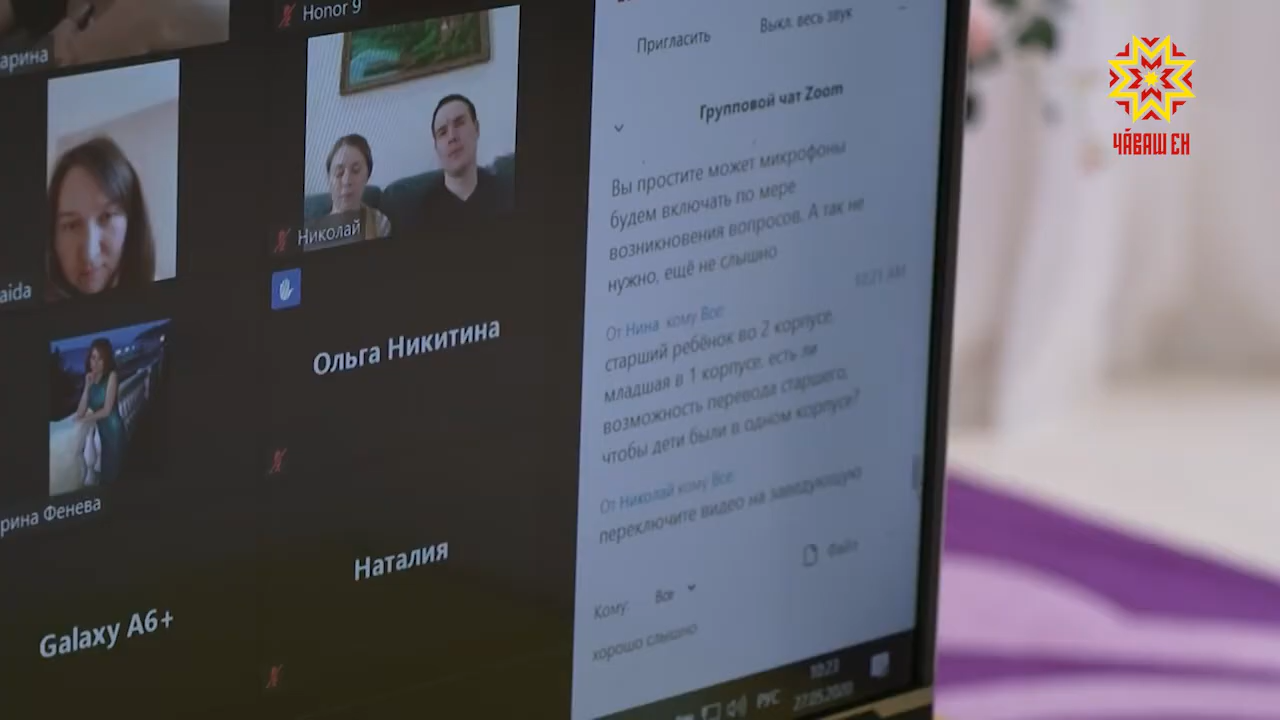 Honor 9
арина
Николай
aida
Ольга Никитина
рина Фенева
Наталия
Galaxy A6+
Пригласить
Выкл. весь звук
Групповой чат Zoom
Вы простите может микрофоны
будем включать по мере
возникновения вопросов. А так не
нужно, ещё не слышно
10:21 AM
От Нина кому Все:
старший ребёнок во 2 корпусе,
младшая в 1 корпусе. есть ли
возможность перевода старшего,
чтобы дети были в одном корпусе?
От Николай кому Все:
переключите видео на заведующую
Файл
Кому:
Все
хорошо слышно
10:23
РУС
27.05.2020
ЧӐВАШ ЕН